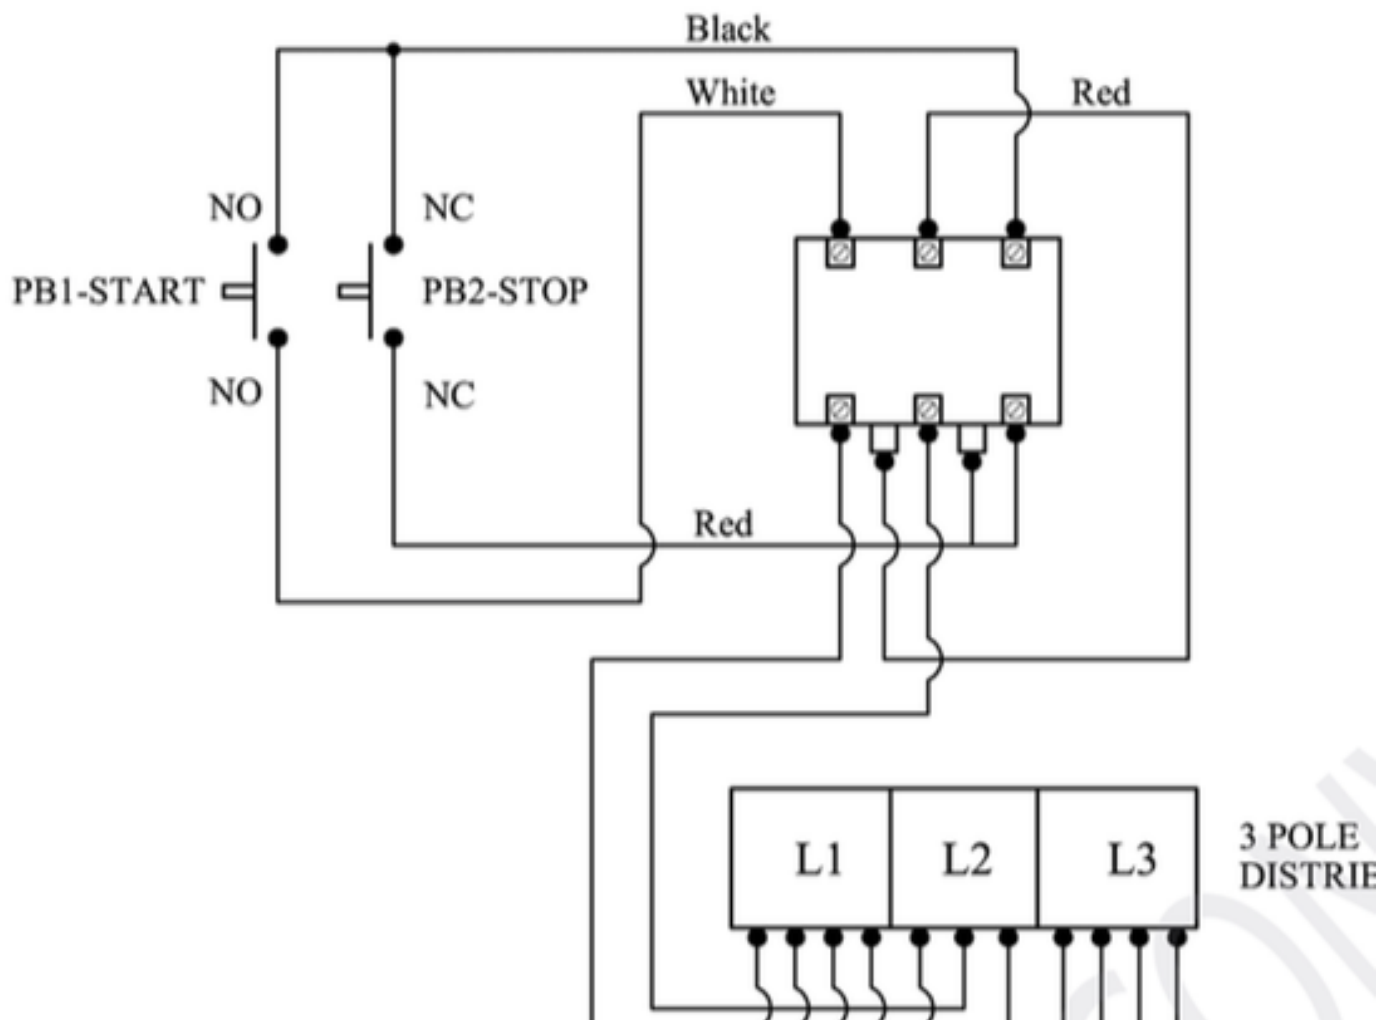 Black
White
Red
NO
NC
PB1-START
PB2-STOP
NO
NC
Red
L1
L2
L3
3 POLE